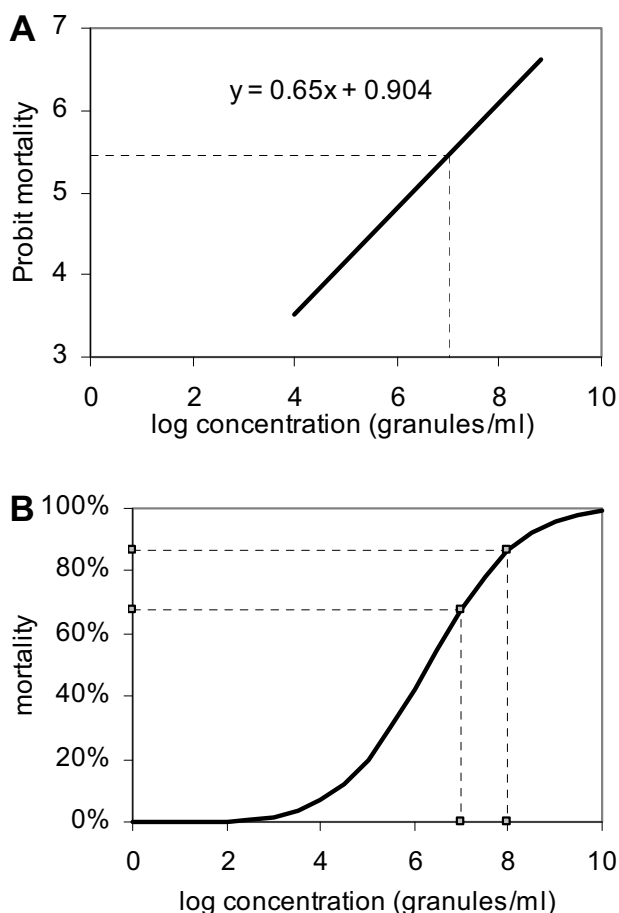 A
7
6
5
4
3
Probit mortality
y = 0.65x + 0.904
0 2 4 6 8 10
log concentration (granules/ml)
B
100%
80%
60%
40%
20%
0%
mortality
0 2 4 6 8 10
log concentration (granules/ml)